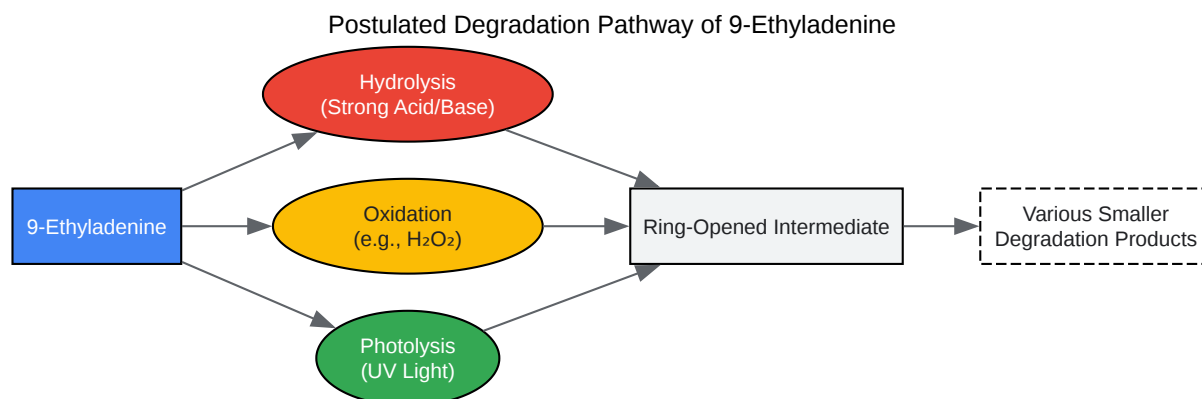 Postulated Degradation Pathway of 9-Ethyladenine
Hydrolysis
(Strong Acid/Base)
9-Ethyladenine
Oxidation
(e.g., H₂O₂)
Ring-Opened Intermediate
Various Smaller
Degradation Products
Photolysis
(UV Light)